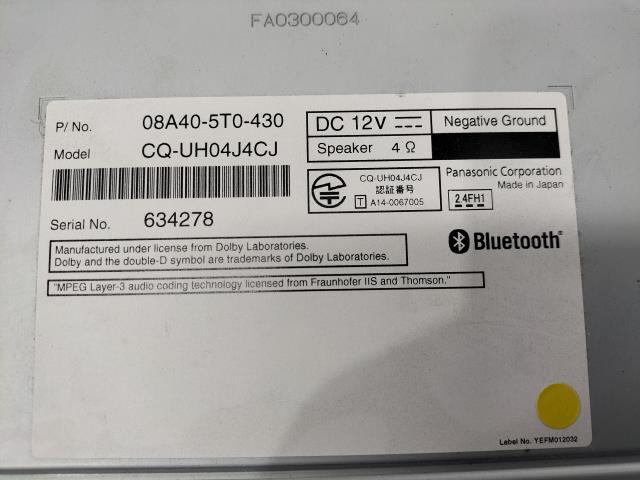 FA0300064
P/ No. 08A40-5T0-430
Model CQ-UH04J4CJ
Serial No. 634278
DC 12V
Negative Ground
Speaker 4 Ω
CQ-UH04J4CJ
認証番号
T A14-0067005
Panasonic Corporation
Made in Japan
2.4FH1
Bluetooth®
Manufactured under license from Dolby Laboratories.
Dolby and the double-D symbol are trademarks of Dolby Laboratories.
"MPEG Layer-3 audio coding technology licensed from Fraunhofer IIS and Thomson."
Label No. YEFM012032